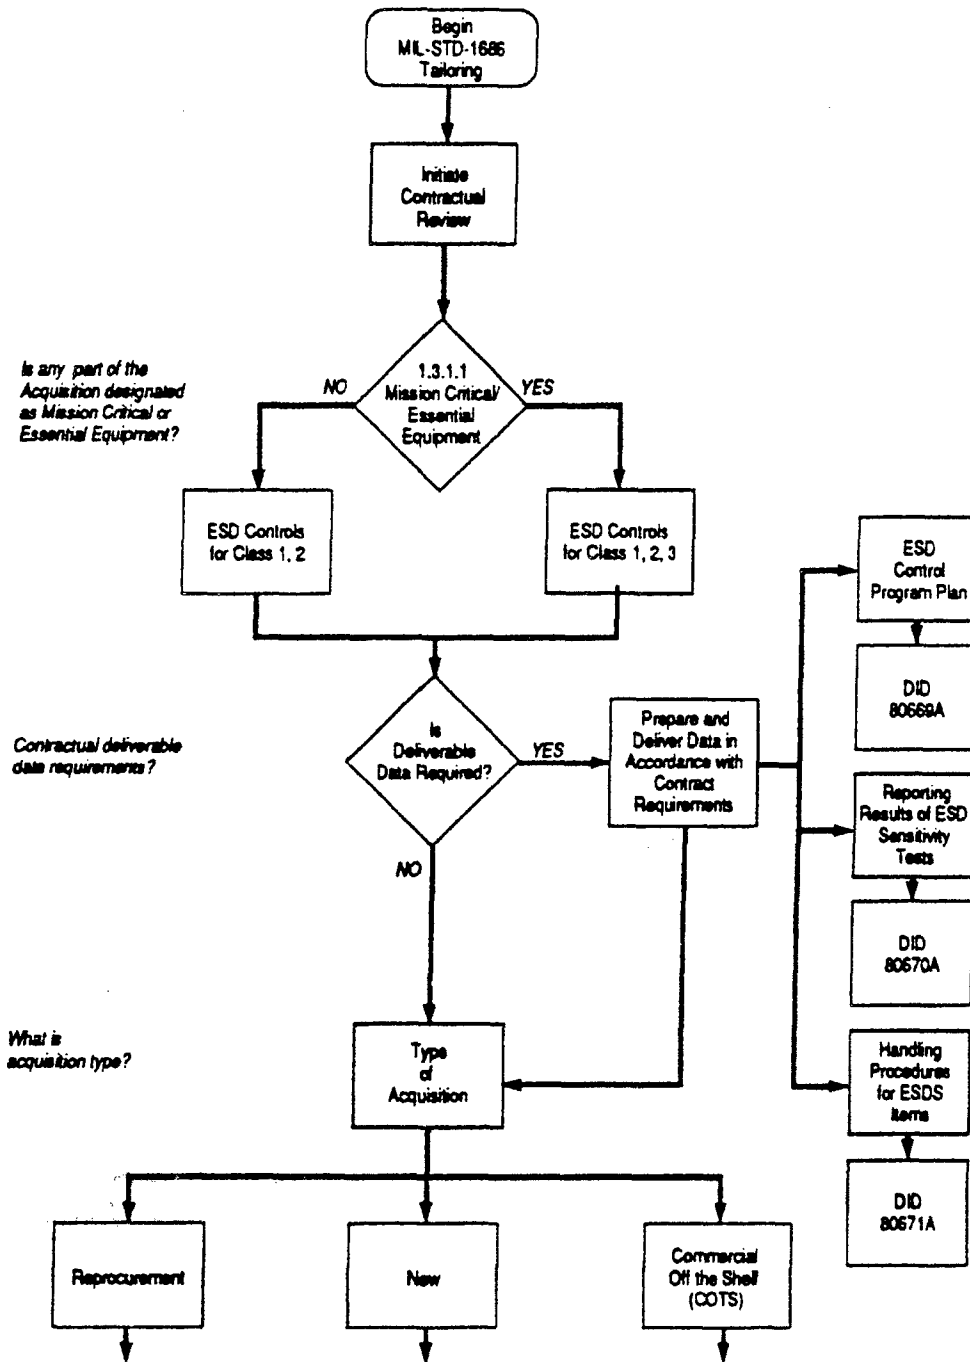 Begin
MIL-STD-1686
Tailoring
Initiate
Contractual
Review
Is any part of the
Acquisition designated
as Mission Critical or
Essential Equipment?
NO
1.3.1.1
Mission Critical/
Essential
Equipment
YES
ESD Controls
for Class 1, 2
ESD Controls
for Class 1, 2, 3
ESD
Control
Program Plan
DID
80669A
Contractual deliverable
data requirements?
Is
Deliverable
Data Required?
YES
Prepare and
Deliver Data in
Accordance with
Contract
Requirements
NO
Reporting
Results of ESD
Sensitivity
Tests
DID
80670A
What is
acquisition type?
Type
of
Acquisition
Handling
Procedures
for ESDS
Items
DID
80671A
Reprocurement
New
Commercial
Off the Shelf
(COTS)